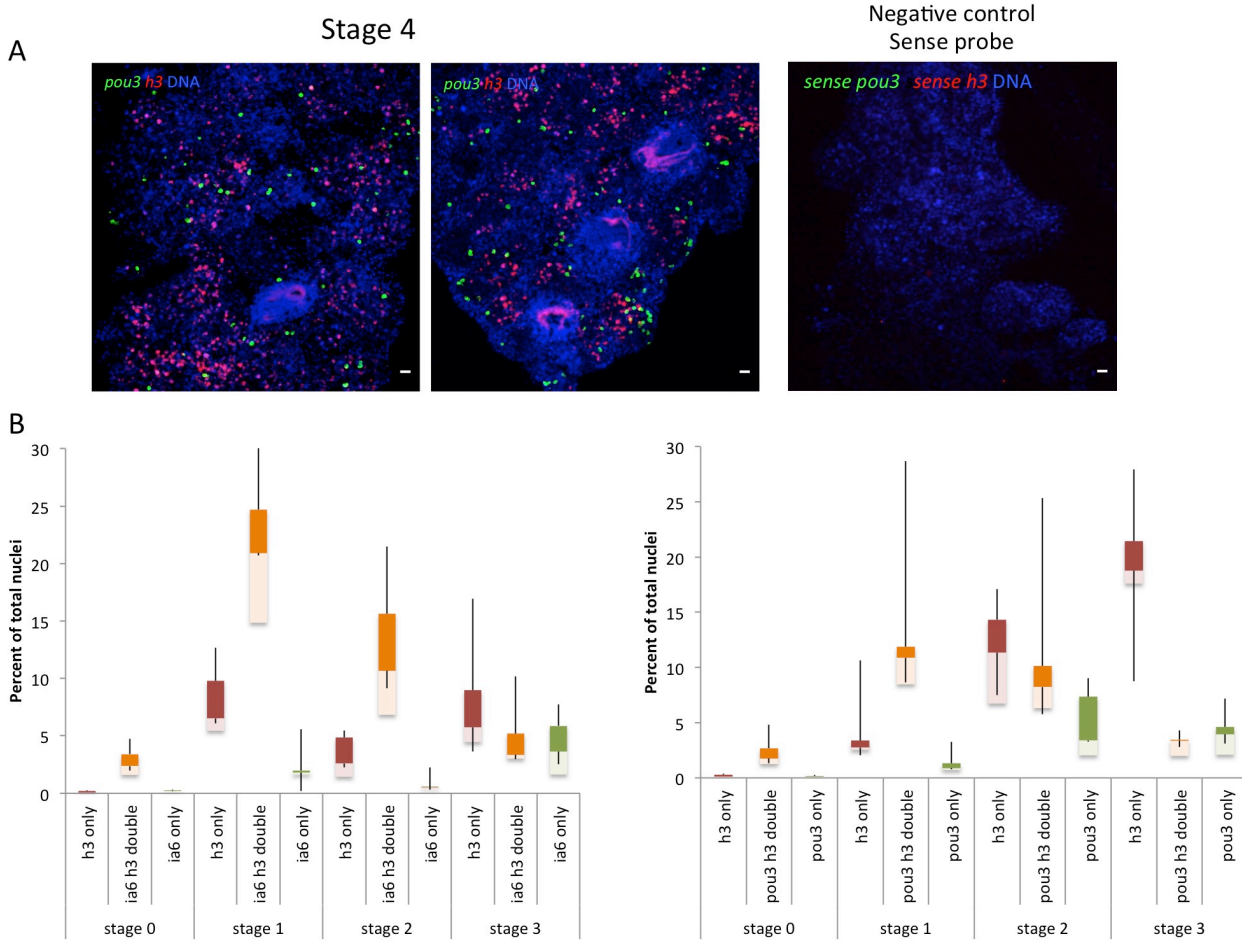 A
Stage 4
Negative control
Sense probe
pou3 h3 DNA
pou3 h3 DNA
sense pou3 sense h3 DNA
B
Percent of total nuclei
30
25
20
15
10
5
0
h3 only
ia6 h3 double
ia6 only
h3 only
ia6 h3 double
ia6 only
h3 only
ia6 h3 double
ia6 only
h3 only
ia6 h3 double
ia6 only
stage 0
stage 1
stage 2
stage 3
Percent of total nuclei
30
25
20
15
10
5
0
h3 only
pou3 h3 double
pou3 only
h3 only
pou3 h3 double
pou3 only
h3 only
pou3 h3 double
pou3 only
h3 only
pou3 h3 double
pou3 only
stage 0
stage 1
stage 2
stage 3